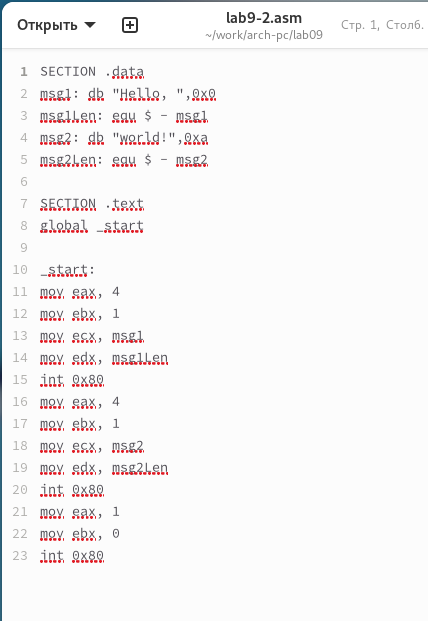 Открыть
lab9-2.asm
~/work/arch-pc/lab09
Стр. 1, Столб.
1 SECTION .data
2 msg1: db "Hello, ",0x0
3 msg1Len: equ $ - msg1
4 msg2: db "world!",0xa
5 msg2Len: equ $ - msg2
6
7 SECTION .text
8 global _start
9
10 _start:
11 mov eax, 4
12 mov ebx, 1
13 mov ecx, msg1
14 mov edx, msg1Len
15 int 0x80
16 mov eax, 4
17 mov ebx, 1
18 mov ecx, msg2
19 mov edx, msg2Len
20 int 0x80
21 mov eax, 1
22 mov ebx, 0
23 int 0x80